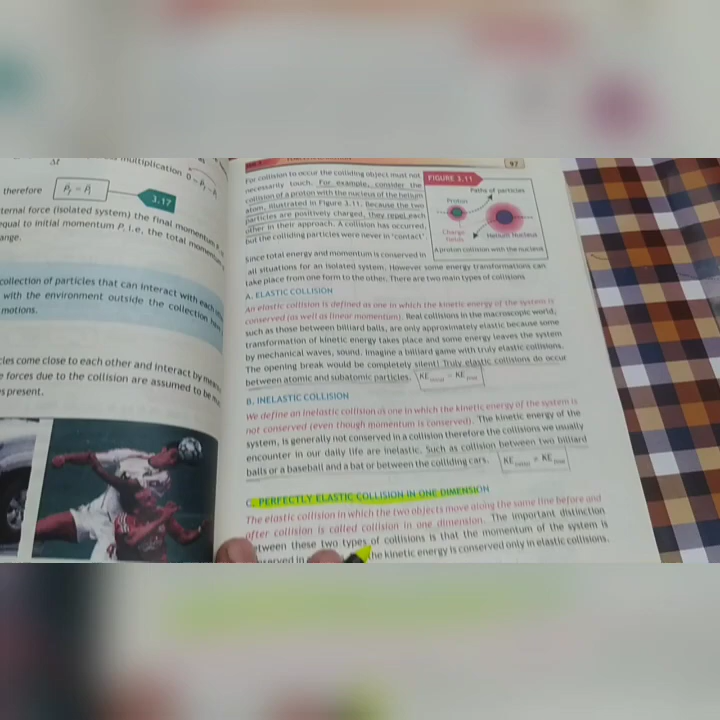 multiplication
therefore
P_f = P_i
3.17
ternal force (isolated system) the final momentum
equal to initial momentum P, i.e, the total momentum
ange.
collection of particles that can interact with each
with the environment outside the collection
motions.
cles come close to each other and interact by
e forces due to the collision are assumed to be
s present.
97
For collision to occur the colliding object must not
necessarily touch. For example, consider the
collision of a proton with the nucleus of the helium
atom, illustrated in Figure 3.11. Because the two
particles are positively charged, they repel each
other in their approach. A collision has occurred,
but the colliding particles were never in "contact"
FIGURE 3.11
Paths of particles
Proton
Charge
fields
Helium Nucleus
A proton collision with the nucleus
Since total energy and momentum is conserved in
all situations for an isolated system. However some energy transformations can
take place from one form to the other. There are two main types of collisions
A. ELASTIC COLLISION
An elastic collision is defined as one in which the kinetic energy of the system is
conserved (as well as linear momentum). Real collisions in the macroscopic world,
such as those between billiard balls, are only approximately elastic because some
transformation of kinetic energy takes place and some energy leaves the system
by mechanical waves, sound. Imagine a billiard game with truly elastic collisions.
The opening break would be completely silent! Truly elastic collisions do occur
between atomic and subatomic particles.
B. INELASTIC COLLISION
We define an inelastic collision as one in which the kinetic energy of the system is
not conserved (even though momentum is conserved). The kinetic energy of the
system, is generally not conserved in a collision therefore the collisions we usually
encounter in our daily life are inelastic. Such as collision between two billiard
balls or a baseball and a bat or between the colliding cars.
C. PERFECTLY ELASTIC COLLISION IN ONE DIMENSION
The elastic collision in which the two objects move along the same line before and
after collision is called collision in one dimension. The important distinction
etween these two types of collisions is that the momentum of the system is
nserved in the kinetic energy is conserved only in elastic collisions.